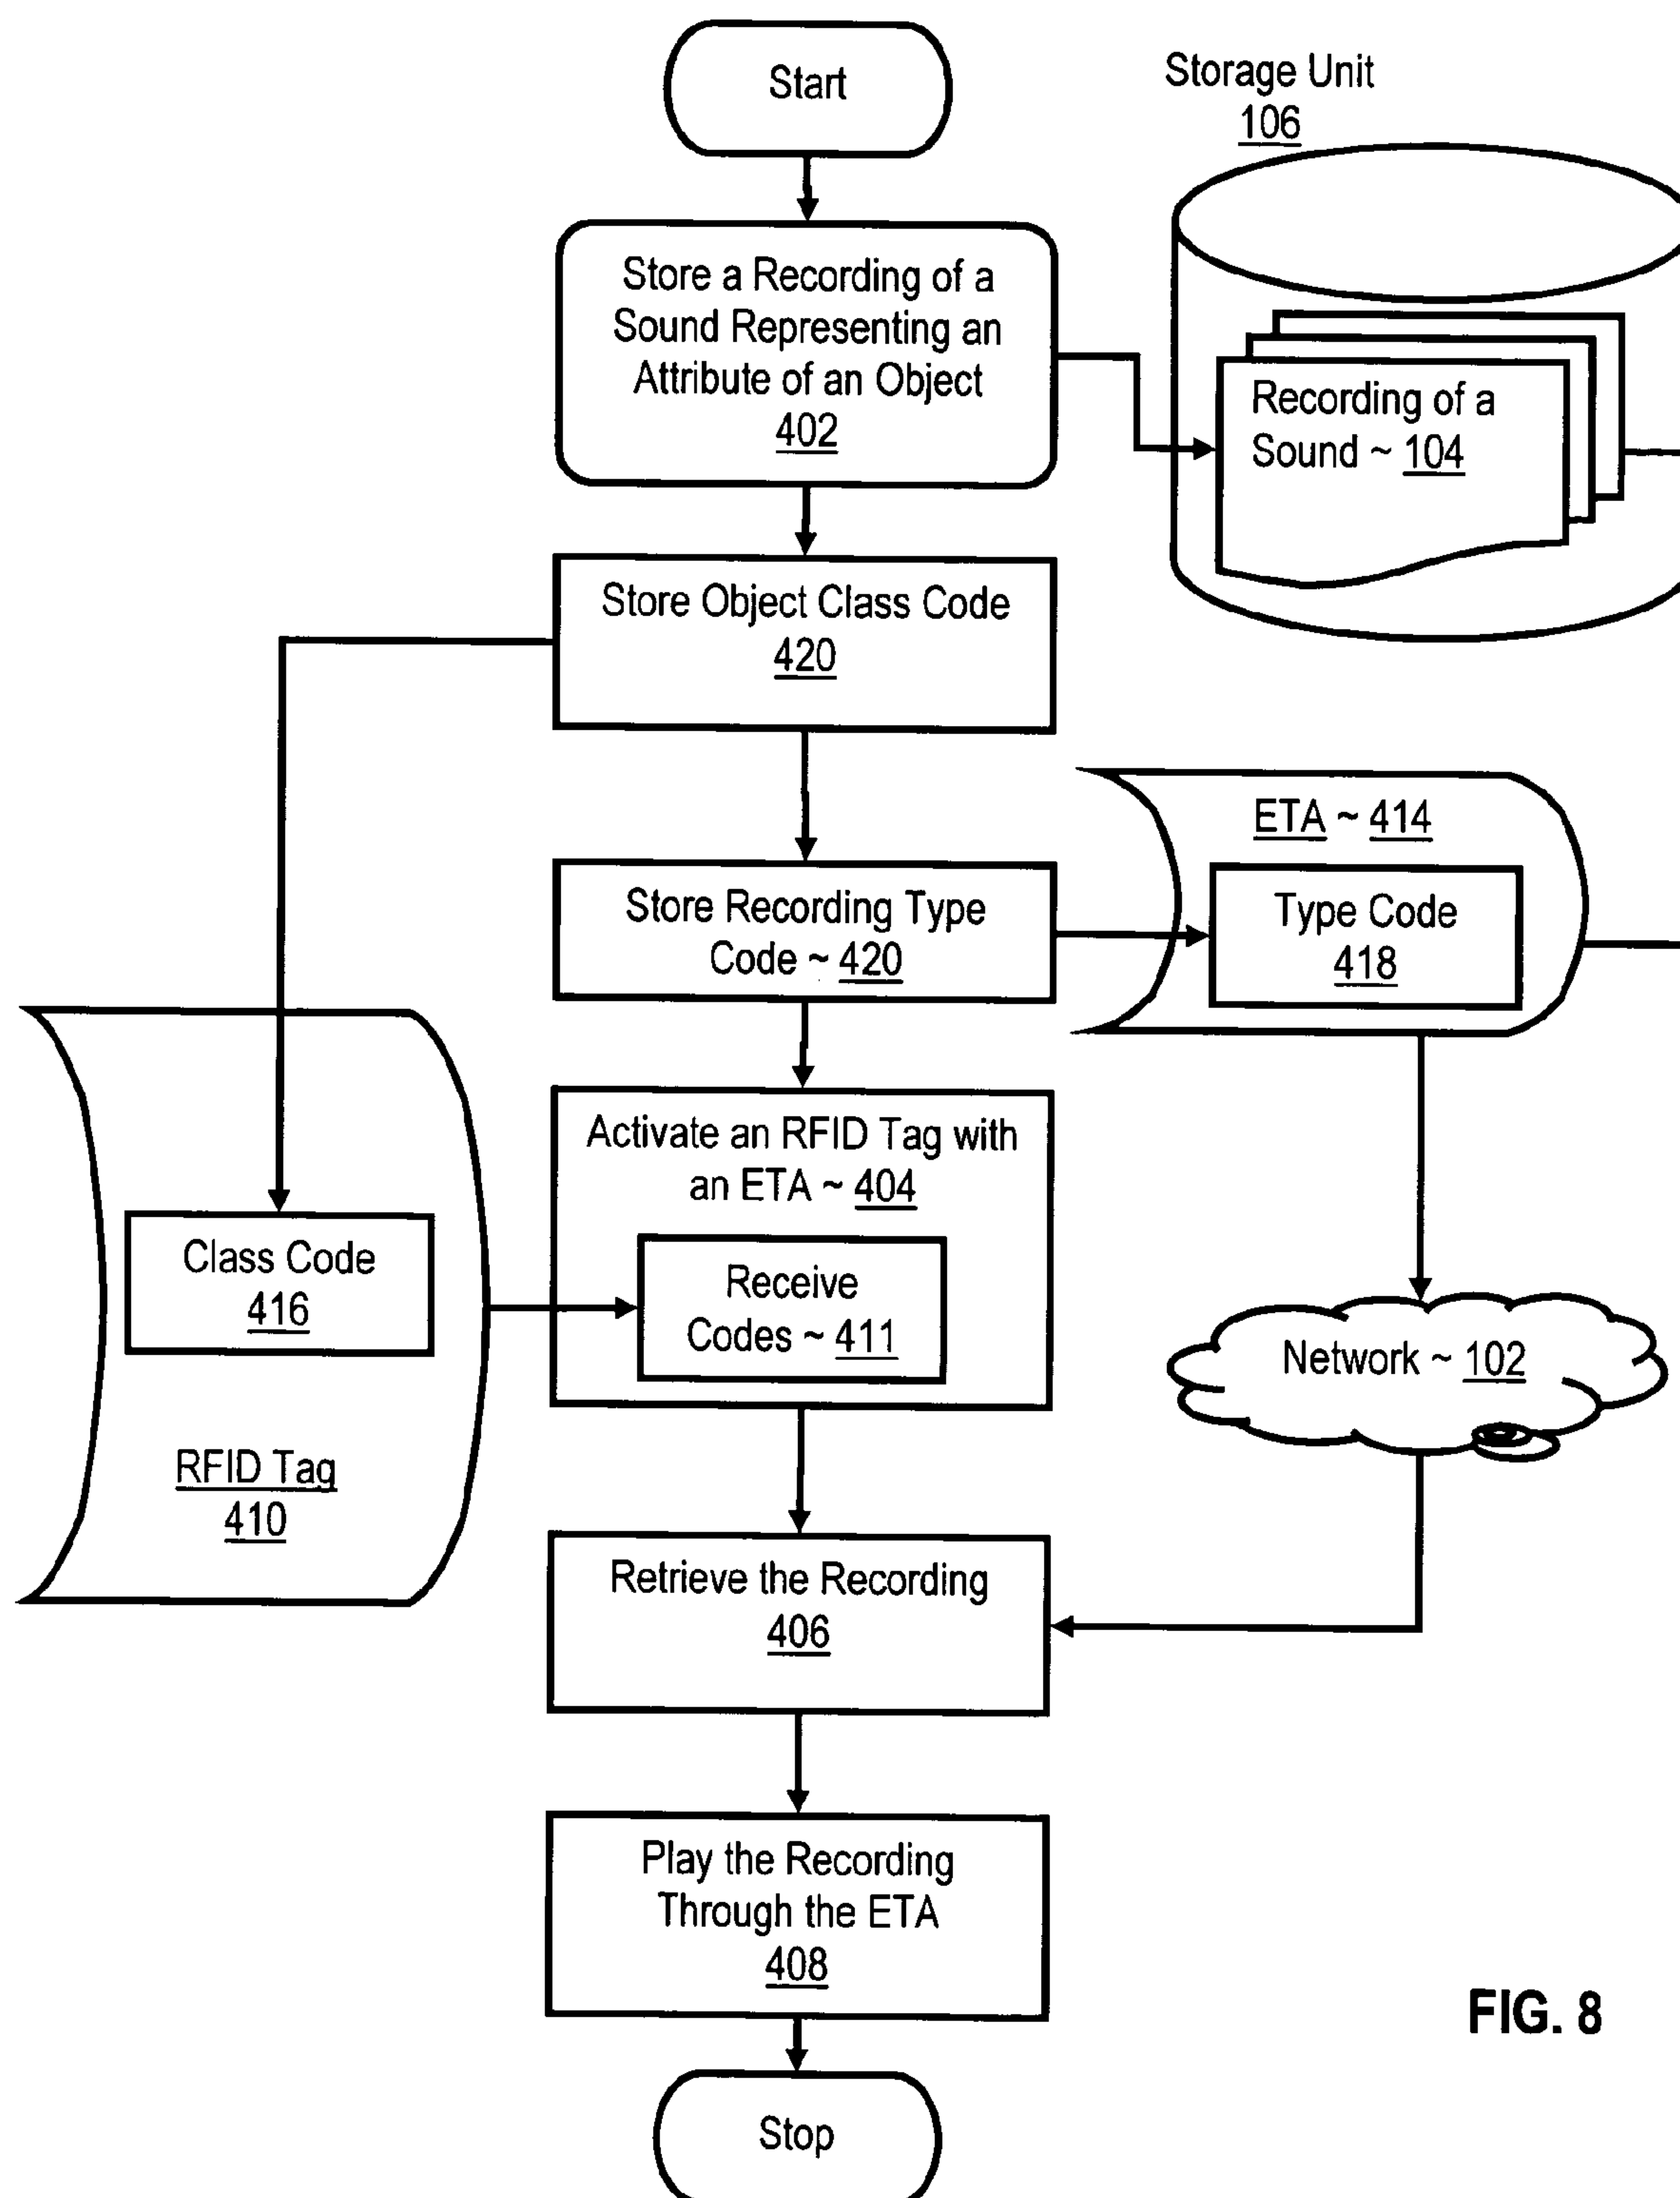 Start
Storage Unit
106
Store a Recording of a
Sound Representing an
Attribute of an Object
402
Recording of a
Sound ~ 104
Store Object Class Code
420
ETA ~ 414
Store Recording Type
Code ~ 420
Type Code
418
Activate an RFID Tag with
an ETA ~ 404
Class Code
416
Receive
Codes ~ 411
Network ~ 102
RFID Tag
410
Retrieve the Recording
406
Play the Recording
Through the ETA
408
FIG. 8
Stop